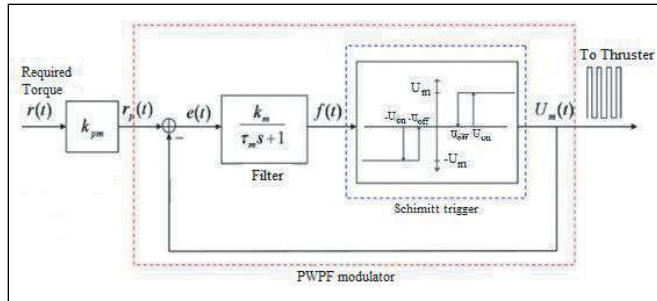 Required
Torque
r(t)
k_pm
r_p(t)
e(t)
k_m
τ_m s+1
Filter
f(t)
U_m
-U_on -u_off
u_off U_on
-U_m
Schimitt trigger
U_m(t)
To Thruster
−
PWPF modulator